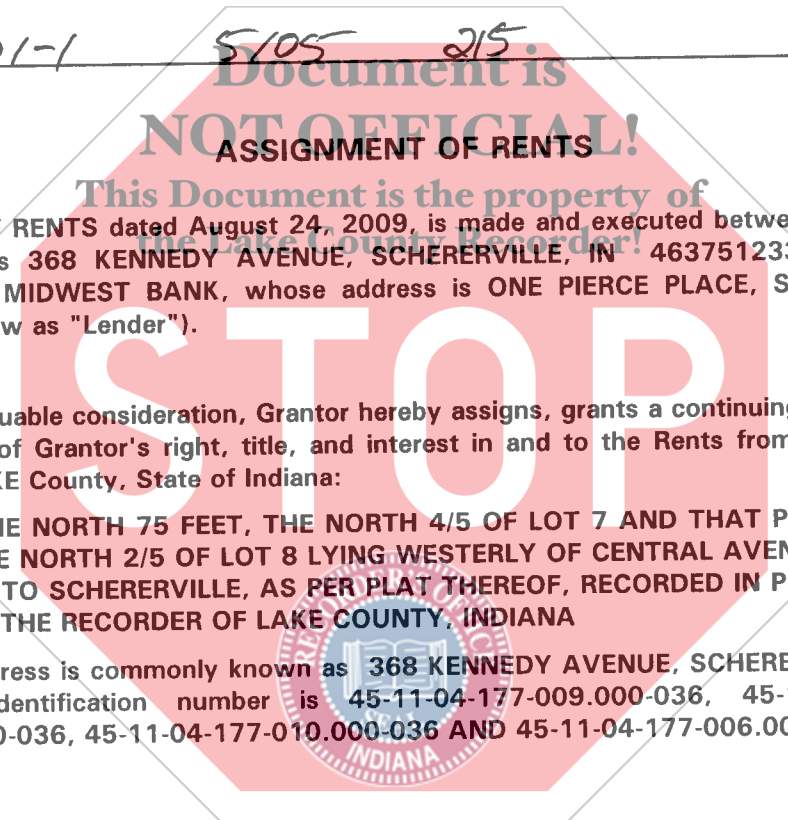 01-1 5105 215
Document is
NOT OFFICIAL!
ASSIGNMENT OF RENTS
This Document is the property of
RENTS dated August 24, 2009, is made and executed betwe
the Lake County Recorder!
s 368 KENNEDY AVENUE, SCHERERVILLE, IN 463751233
MIDWEST BANK, whose address is ONE PIERCE PLACE, S
w as "Lender").
STOP
uable consideration, Grantor hereby assigns, grants a continuing
of Grantor's right, title, and interest in and to the Rents from
KE County, State of Indiana:
HE NORTH 75 FEET, THE NORTH 4/5 OF LOT 7 AND THAT P
E NORTH 2/5 OF LOT 8 LYING WESTERLY OF CENTRAL AVEN
TO SCHERERVILLE, AS PER PLAT THEREOF, RECORDED IN P
THE RECORDER OF LAKE COUNTY, INDIANA
ress is commonly known as 368 KENNEDY AVENUE, SCHERE
dentification number is 45-11-04-177-009.000-036, 45-
0-036, 45-11-04-177-010.000-036 AND 45-11-04-177-006.00
SEAL
INDIANA